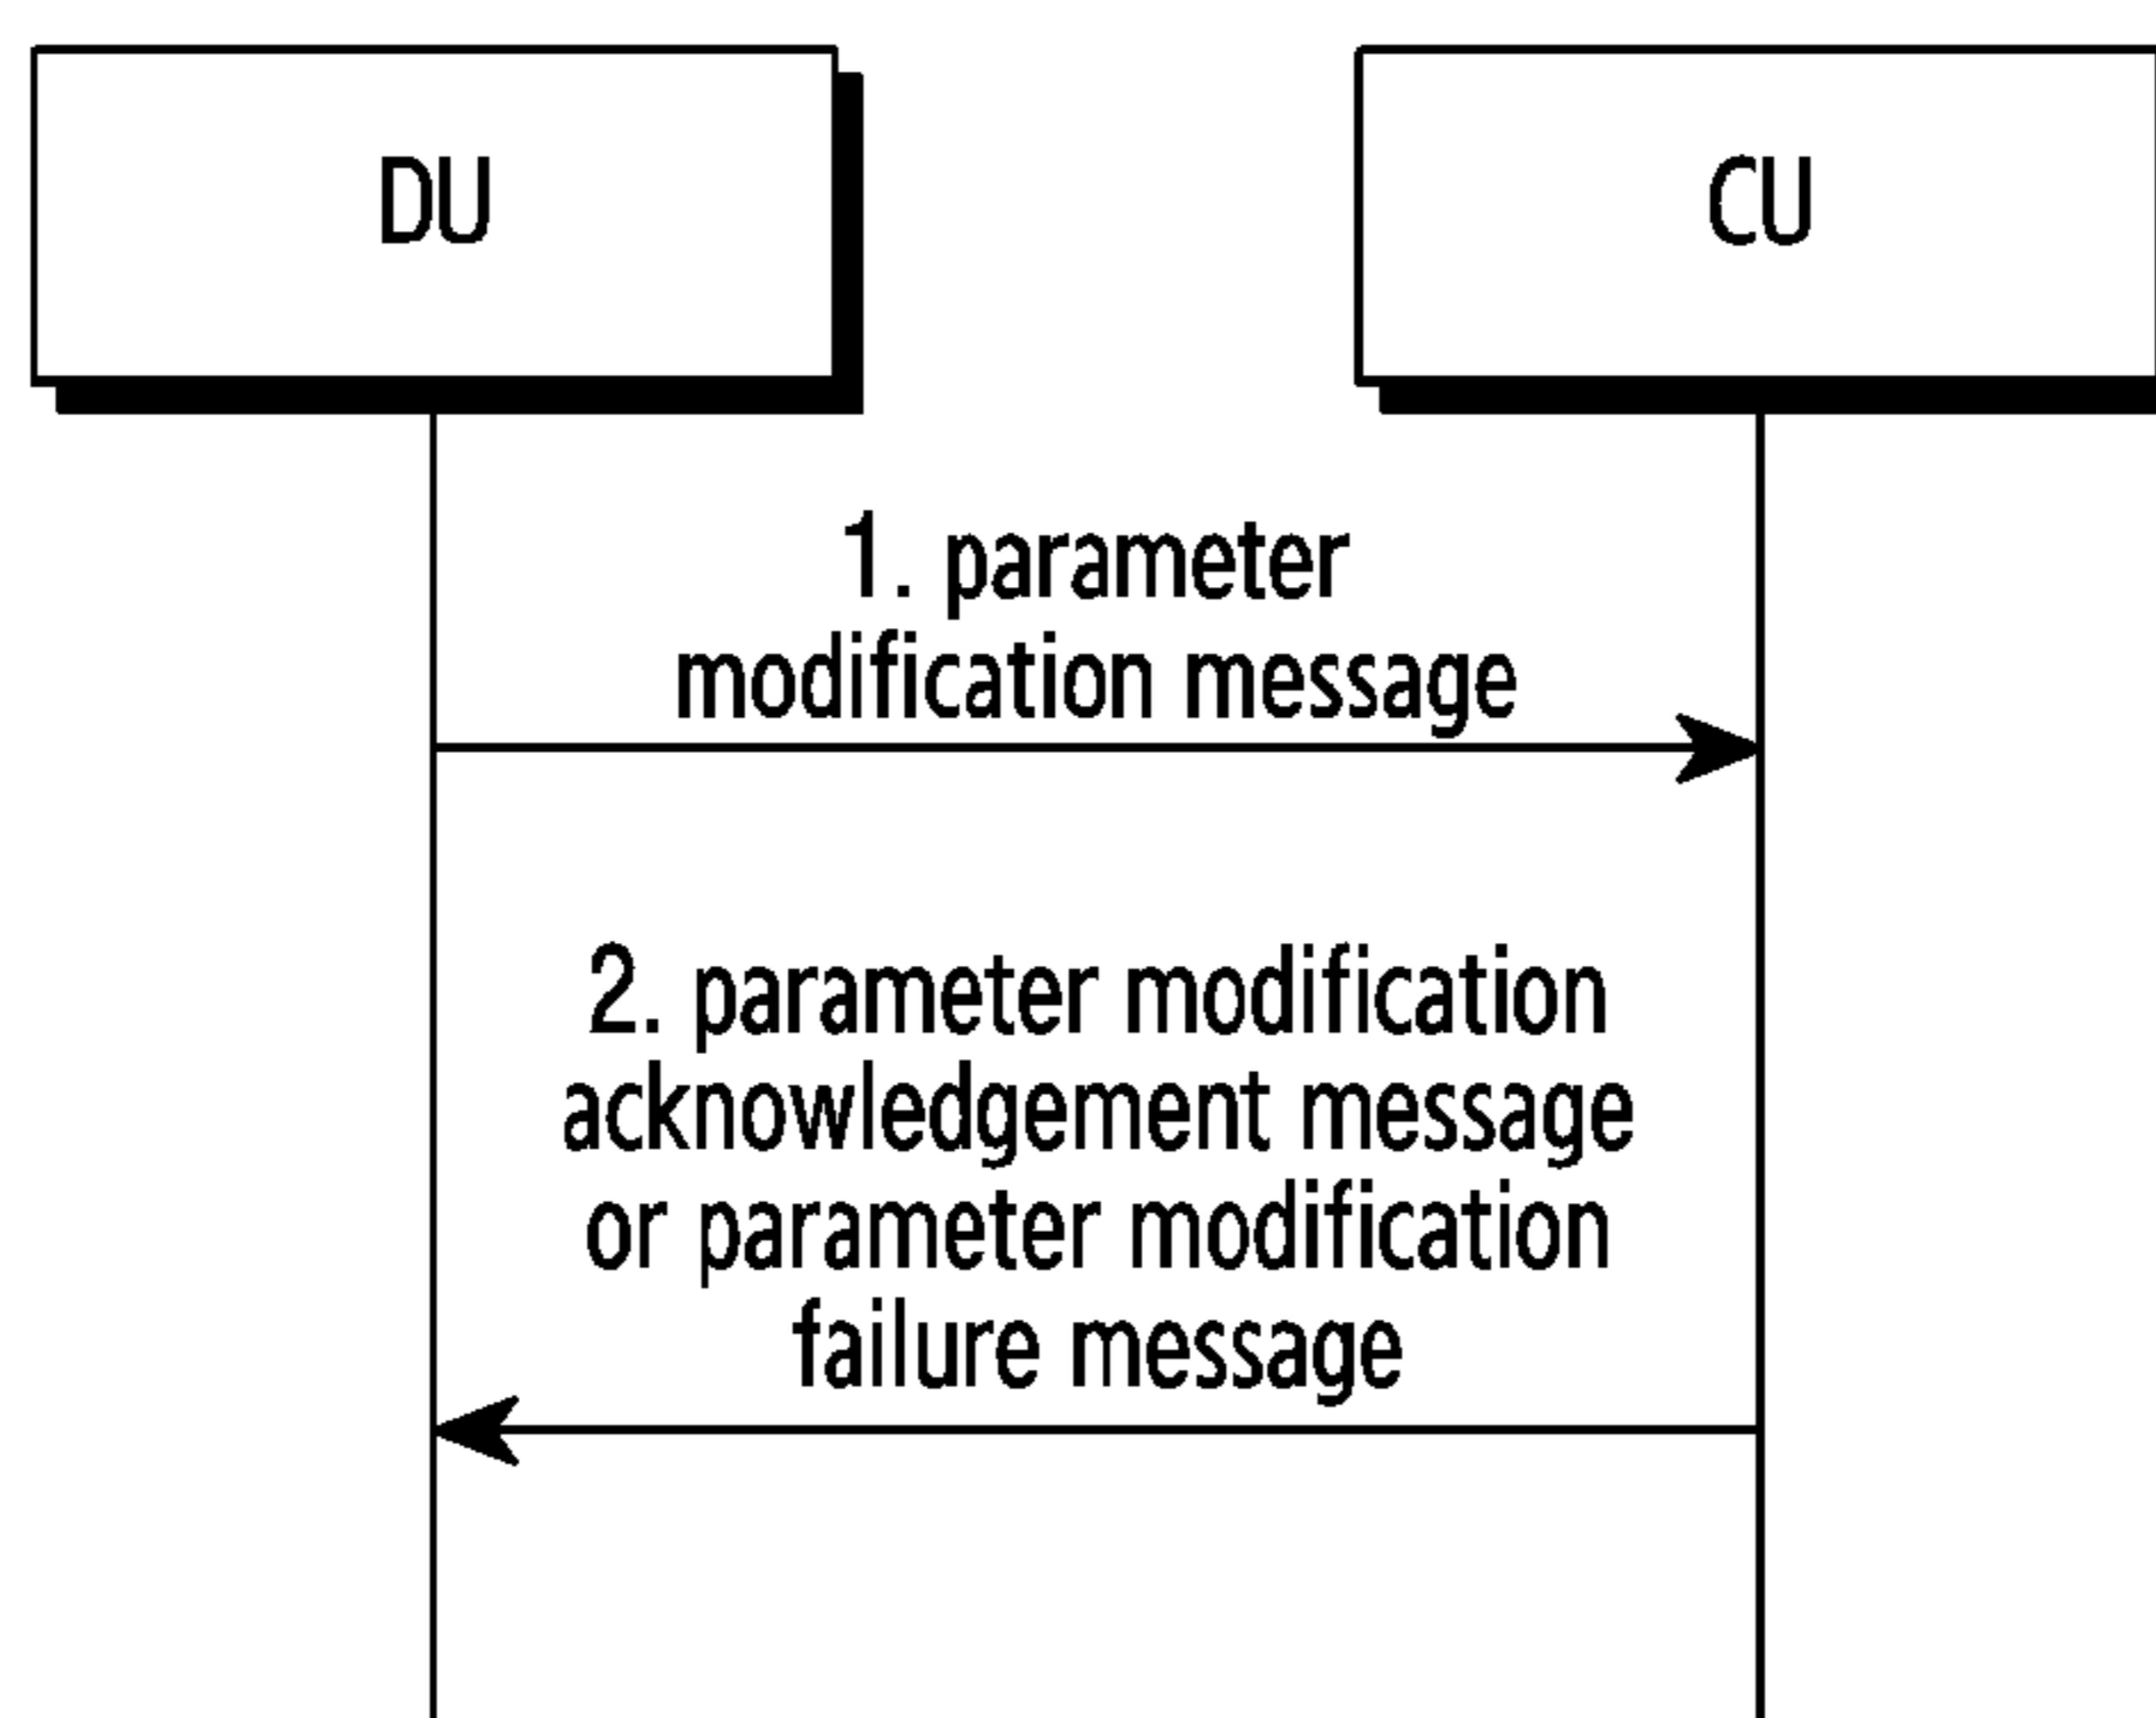 DU
CU
1. parameter
modification message
2. parameter modification
acknowledgement message
or parameter modification
failure message